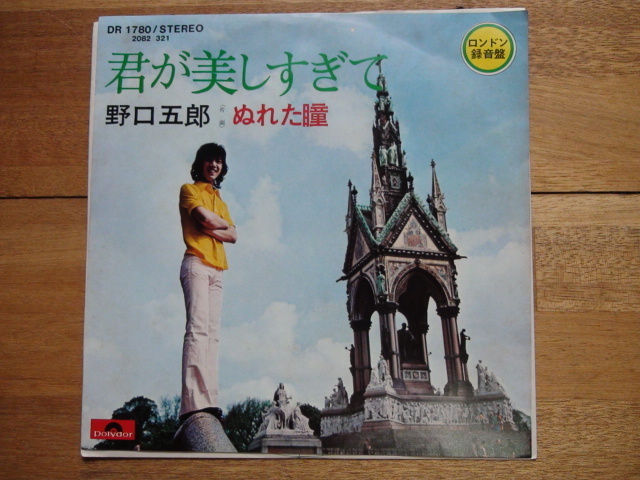 DR 1780/STEREO
2082 321
ロンドン
録音盤
君が美しすぎて
野口五郎 ぬれた瞳
polydor